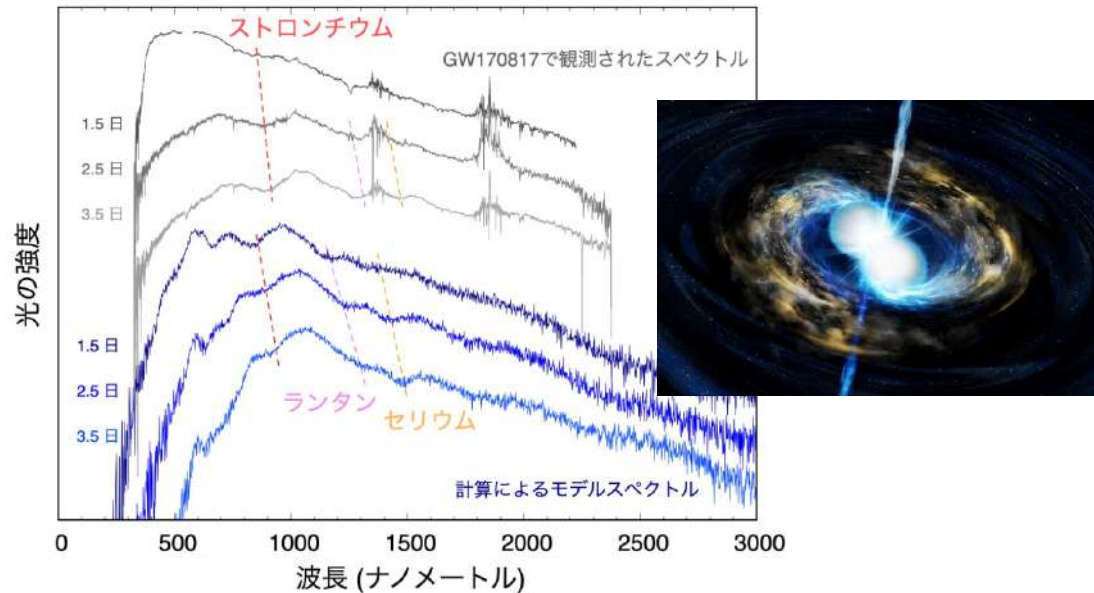 ストロンチウム
GW170817で観測されたスペクトル
1.5 日
2.5 日
3.5 日
光の強度
1.5 日
2.5 日
3.5 日
ランタン
セリウム
計算によるモデルスペクトル
0 500 1000 1500 2000 2500 3000
波長 (ナノメートル)